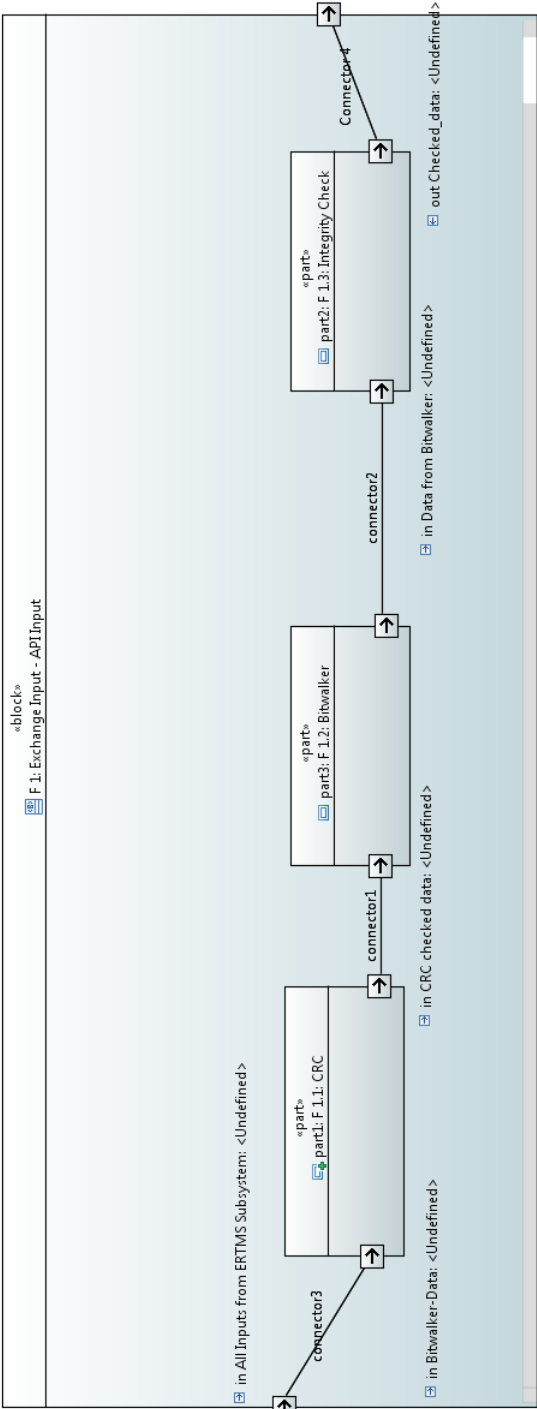 «block»
F 1: Exchange Input - APIInput
in All Inputs from ERTMS Subsystem: <Undefined>
connector3
«part»
part1: F 1.1: CRC
in Bitwalker-Data: <Undefined>
connector1
in CRC checked data: <Undefined>
«part»
part3: F 1.2: Bitwalker
connector2
in Data from Bitwalker: <Undefined>
«part»
part2: F 1.3: Integrity Check
Connector4
out Checked_data: <Undefined>